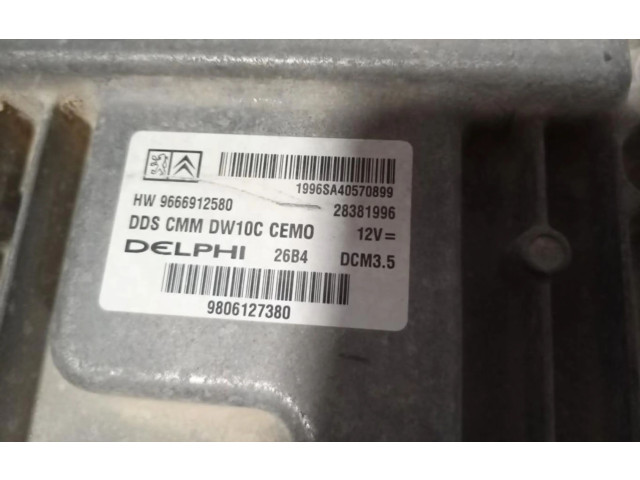 1996SA40570899
HW 9666912580 28381996
DDS CMM DW10C CEMO 12V=
DELPHI 26B4 DCM3.5
9806127380